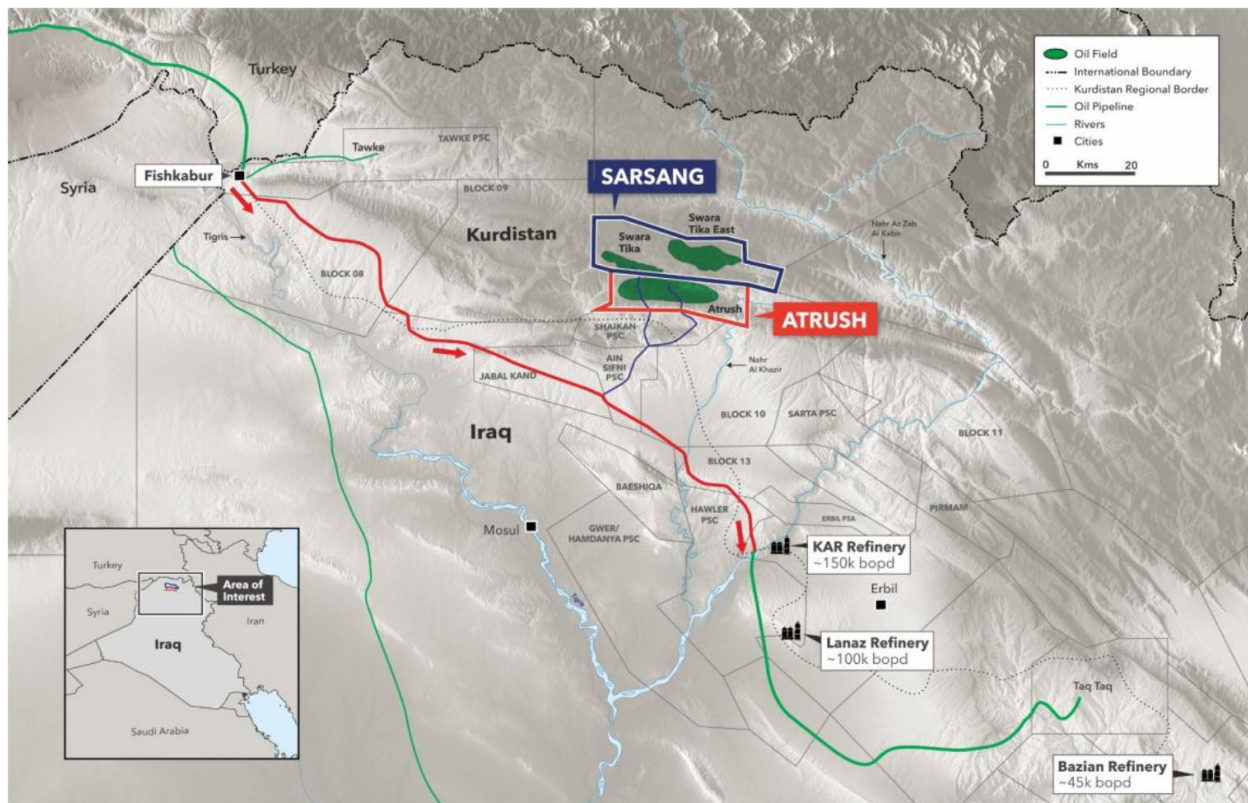 Turkey
Oil Field
International Boundary
Kurdistan Regional Border
Oil Pipeline
Rivers
Cities
0 Kms 20
TAWKE PSC
Tawke
Fishkabur
Syria
BLOCK 09
SARSANG
Swara
Tika East
Swara
Tika
Kurdistan
Nahr Az Zab
Al Kabir
Tigris
BLOCK 08
Atrush
ATRUSH
SHAIKAN
PSC
AIN
SIFNI
PSC
JABAL KAND
Nahr
Al Khazir
BLOCK 10
SARTA PSC
BLOCK 11
Iraq
BLOCK 13
BAESHIQA
HAWLER
PSC
ERBIL PSA
PIRMAM
Mosul
GWER/
HAMDANYA PSC
KAR Refinery
~150k bopd
Erbil
Tigris
Lanaz Refinery
~100k bopd
Taq Taq
Bazian Refinery
~45k bopd
Turkey
Area of
Interest
Syria
Iran
Iraq
Saudi Arabia